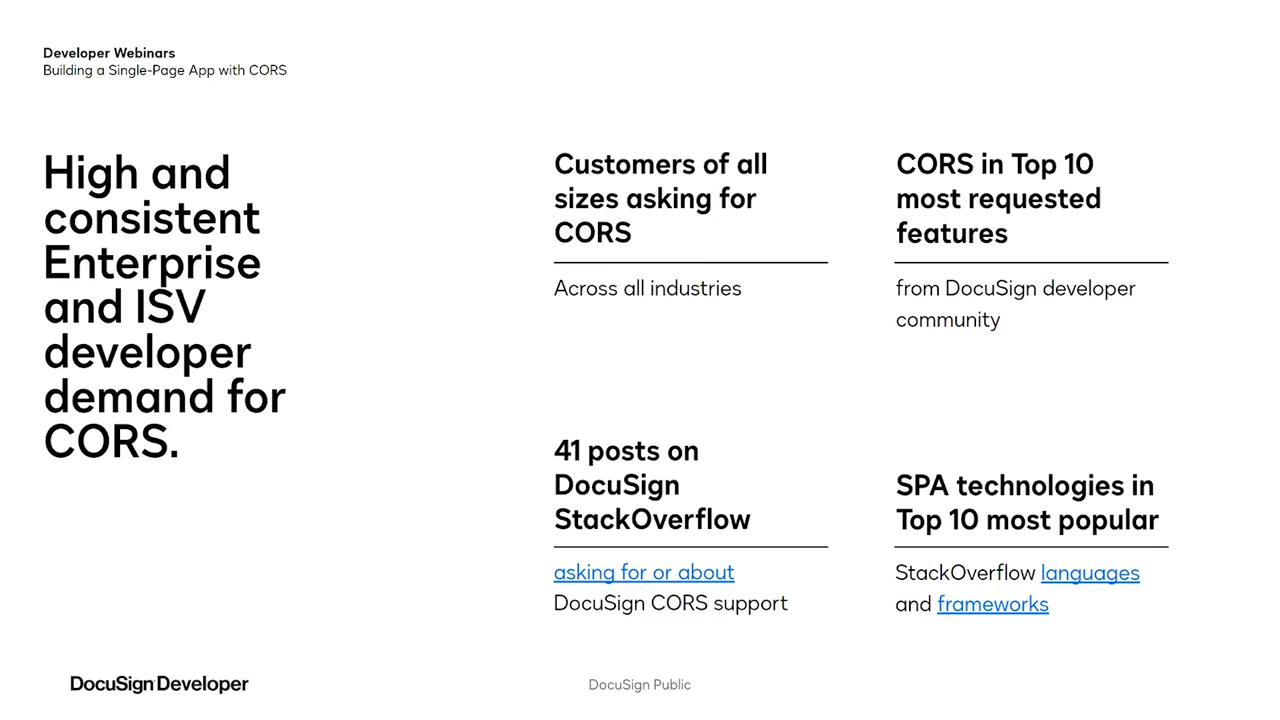 Developer Webinars
Building a Single-Page App with CORS
High and
consistent
Enterprise
and ISV
developer
demand for
CORS.
Customers of all
sizes asking for
CORS
Across all industries
CORS in Top 10
most requested
features
from DocuSign developer
community
41 posts on
DocuSign
StackOverflow
asking for or about
DocuSign CORS support
SPA technologies in
Top 10 most popular
StackOverflow languages
and frameworks
DocuSign Developer
DocuSign Public